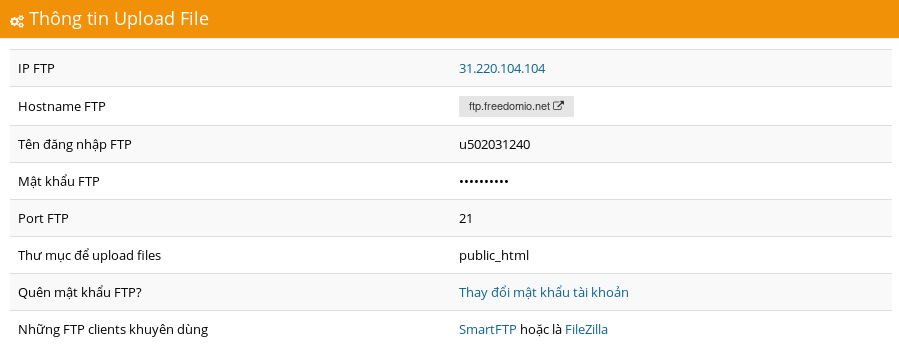 Thông tin Upload File
IP FTP 31.220.104.104
Hostname FTP ftp.freedomio.net
Tên đăng nhập FTP u502031240
Mật khẩu FTP ••••••••••
Port FTP 21
Thư mục để upload files public_html
Quên mật khẩu FTP? Thay đổi mật khẩu tài khoản
Những FTP clients khuyên dùng SmartFTP hoặc là FileZilla